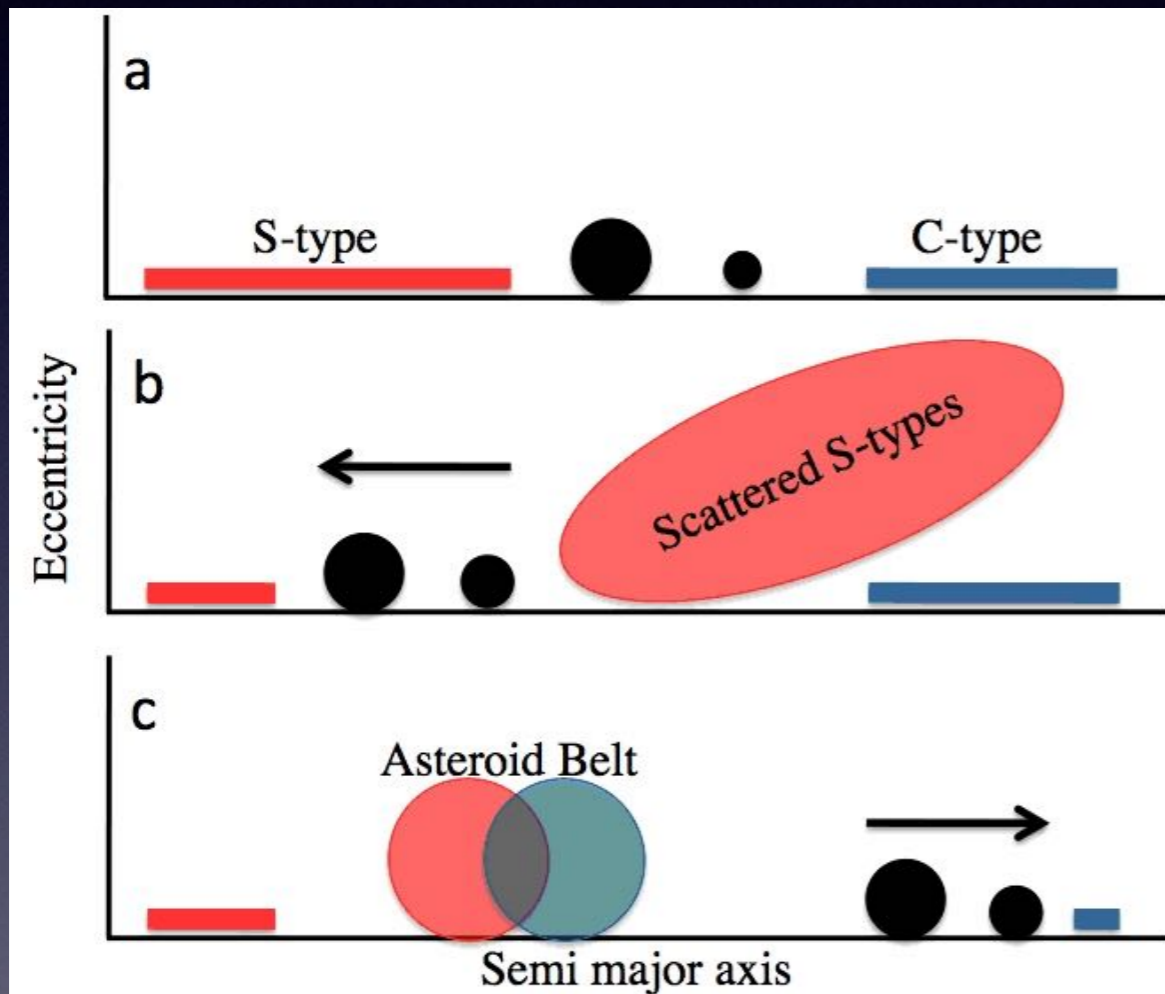 a
S-type
C-type
Eccentricity
b
Scattered S-types
c
Asteroid Belt
Semi major axis